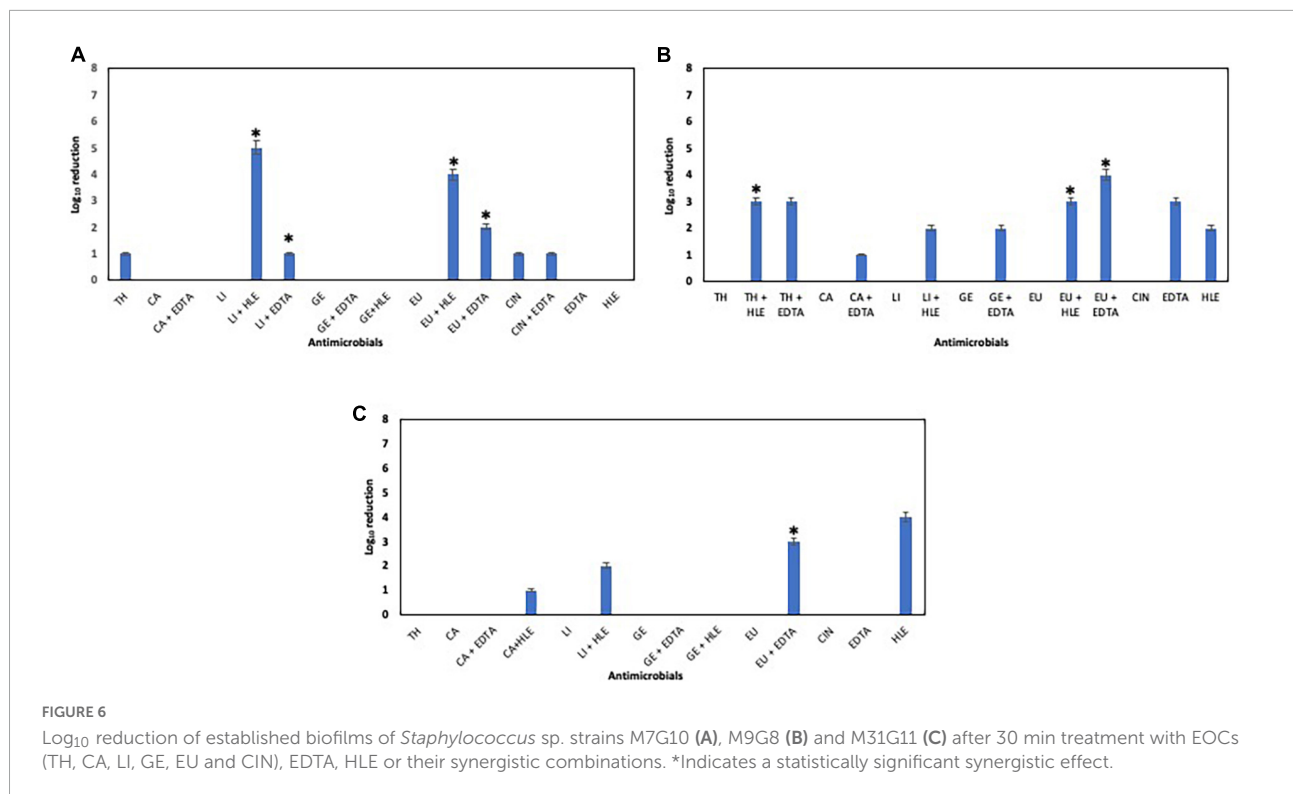 A
8
7
6
5
4
3
2
1
0
Log10 reduction
* * * *
TH CA CA + EDTA LI LI + HLE LI + EDTA GE GE + EDTA GE+HLE EU EU + HLE EU + EDTA CIN CIN + EDTA EDTA HLE
Antimicrobials
B
8
7
6
5
4
3
2
1
0
Log10 reduction
* * *
TH TH + HLE TH + EDTA CA CA + EDTA LI LI + HLE GE GE + EDTA EU EU + HLE EU + EDTA CIN EDTA HLE
Antimicrobials
C
8
7
6
5
4
3
2
1
0
Log10 reduction
*
TH CA CA + EDTA CA+HLE LI LI + HLE GE GE + EDTA GE + HLE EU EU + EDTA CIN EDTA HLE
Antimicrobials
FIGURE 6
Log10 reduction of established biofilms of Staphylococcus sp. strains M7G10 (A), M9G8 (B) and M31G11 (C) after 30 min treatment with EOCs
(TH, CA, LI, GE, EU and CIN), EDTA, HLE or their synergistic combinations. *Indicates a statistically significant synergistic effect.